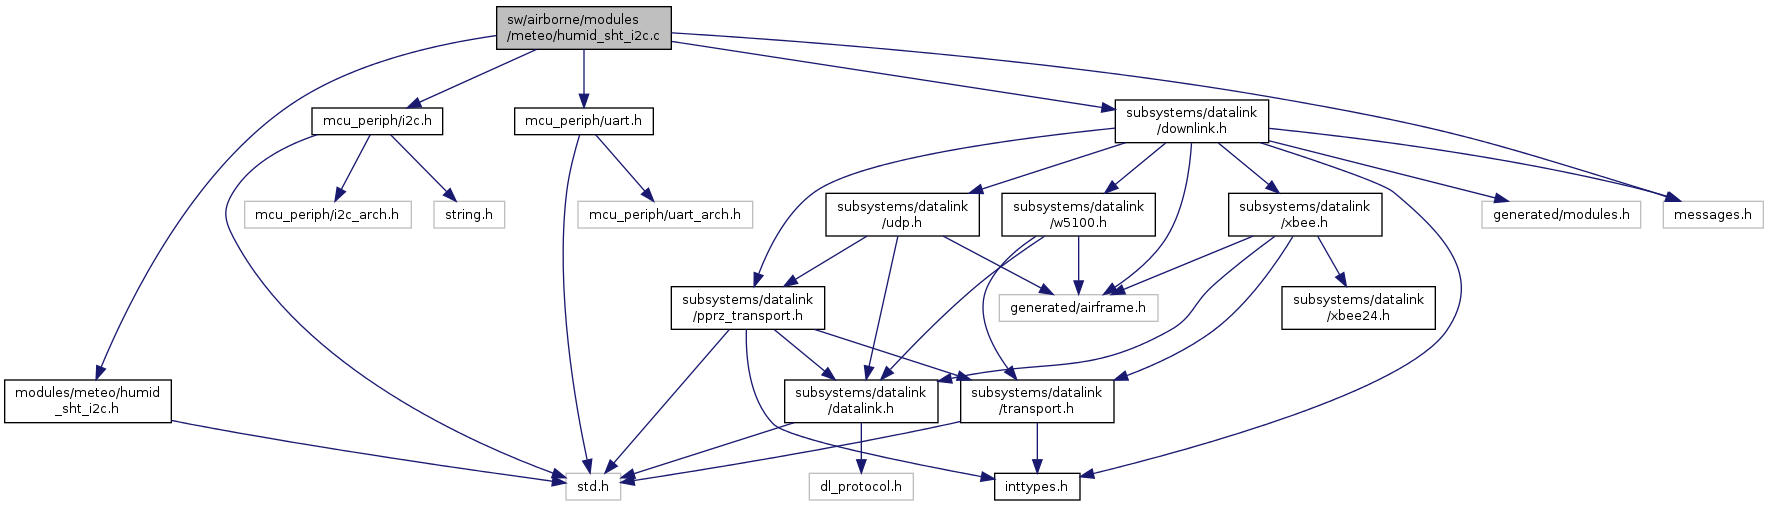 sw/airborne/modules
/meteo/humid_sht_i2c.c
mcu_periph/i2c.h
mcu_periph/uart.h
subsystems/datalink
/downlink.h
mcu_periph/i2c_arch.h
string.h
mcu_periph/uart_arch.h
subsystems/datalink
/udp.h
subsystems/datalink
/w5100.h
subsystems/datalink
/xbee.h
generated/modules.h
messages.h
subsystems/datalink
/pprz_transport.h
generated/airframe.h
subsystems/datalink
/xbee24.h
modules/meteo/humid
_sht_i2c.h
subsystems/datalink
/datalink.h
subsystems/datalink
/transport.h
std.h
dl_protocol.h
inttypes.h